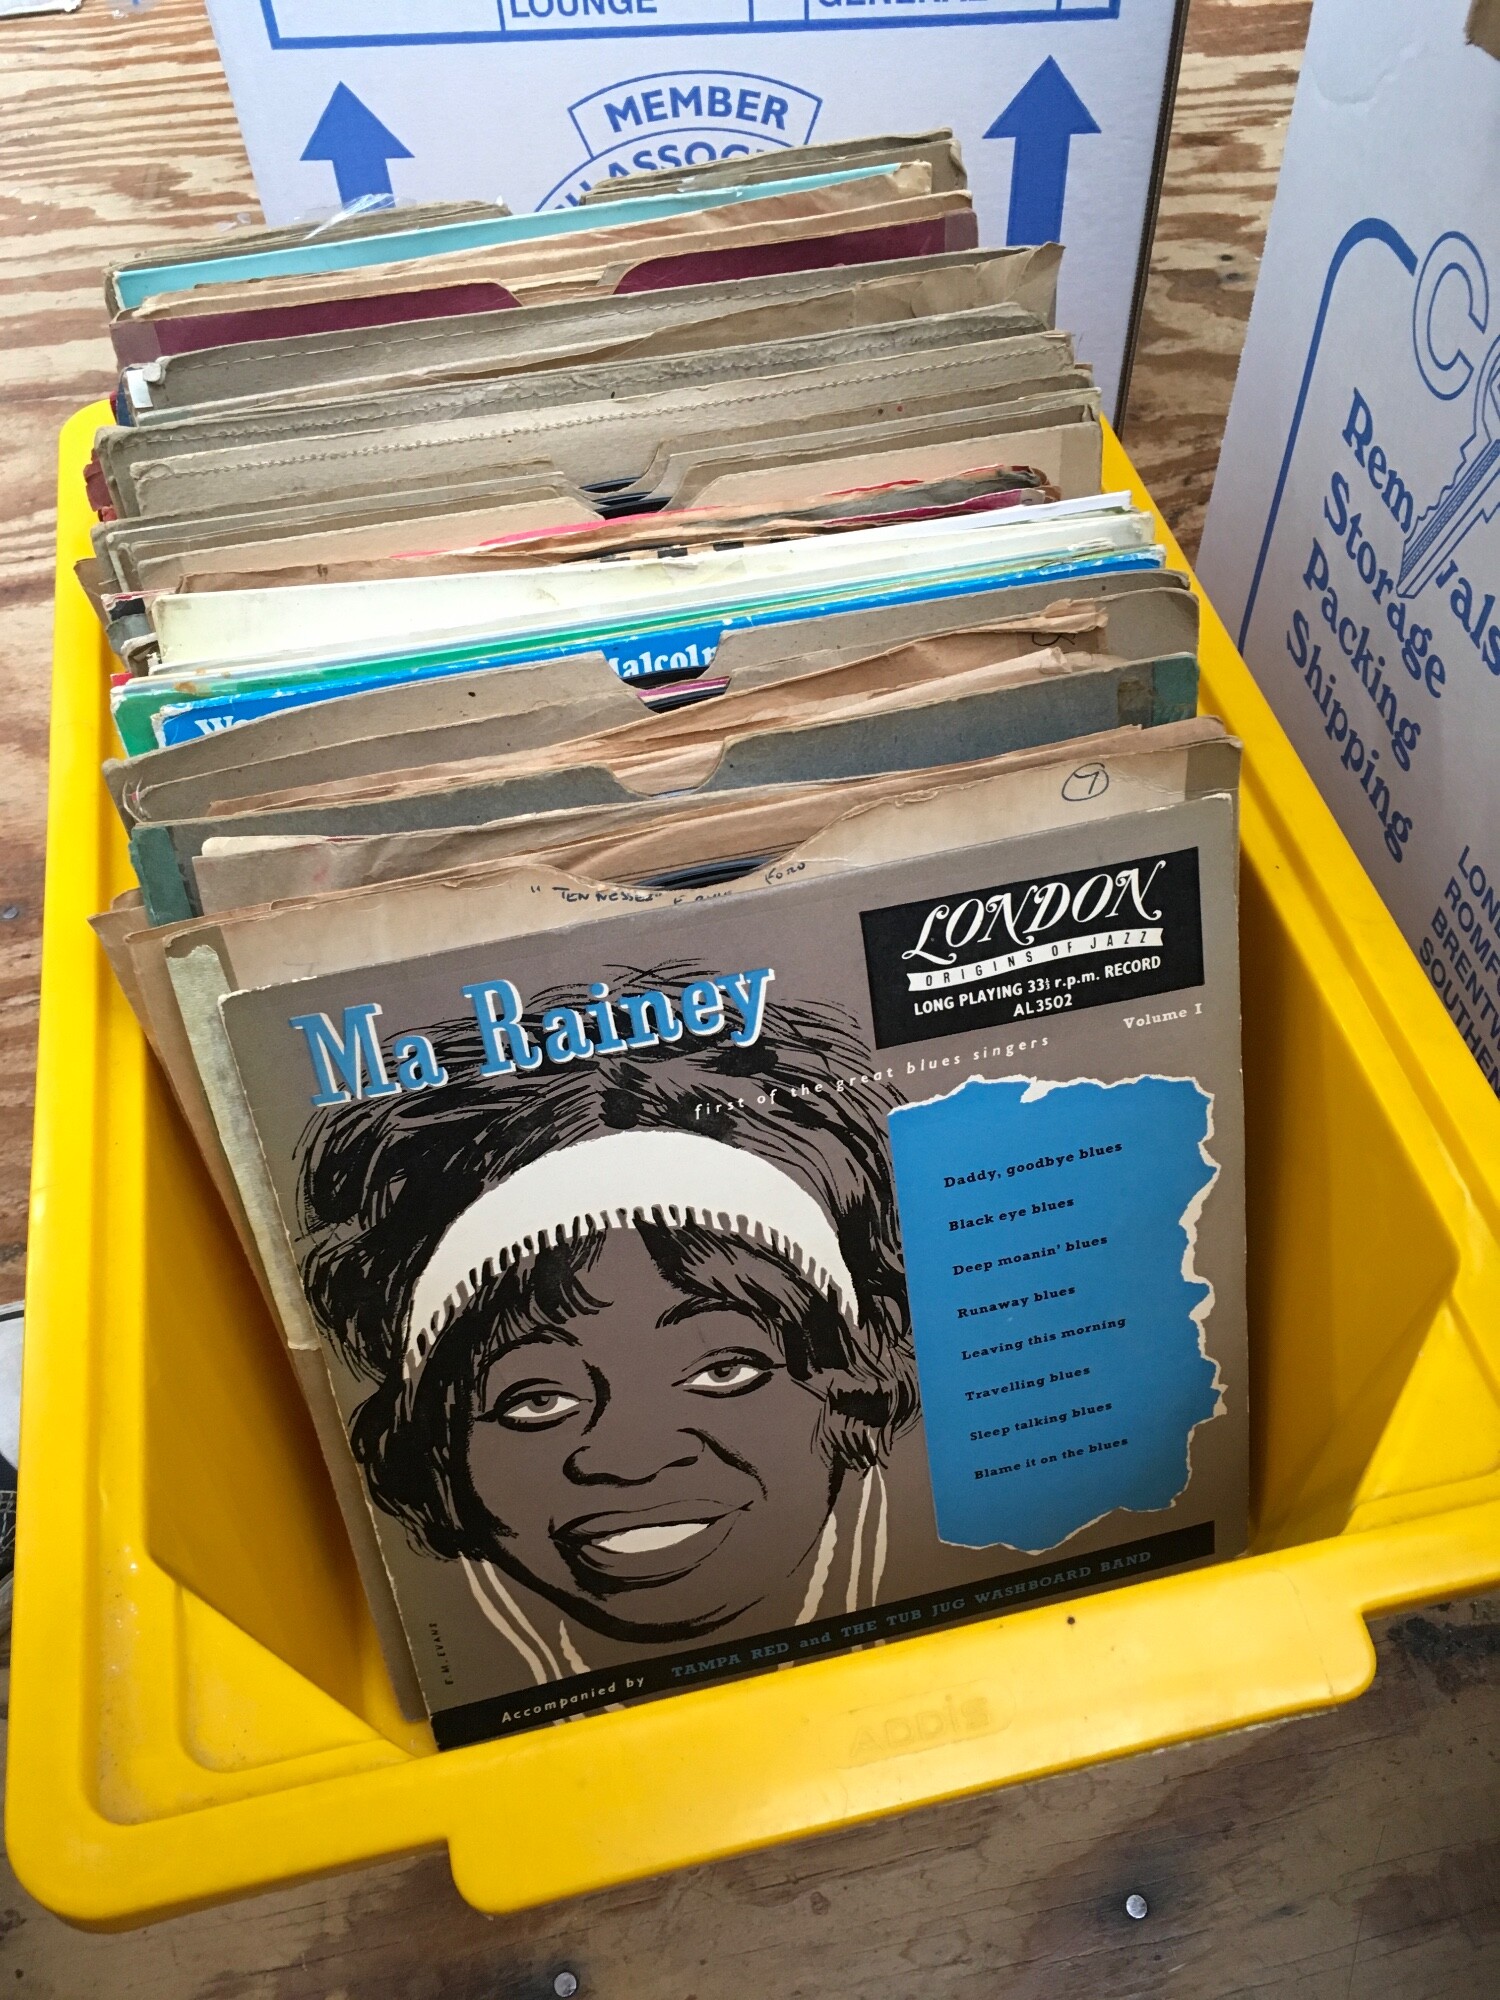 LOUNGE
GENERAL
MEMBER
Removals
Storage
Packing
Shipping
Malcolm
7
" TENNESSEE "
LONDON
ORIGINS OF JAZZ
LONG PLAYING 33⅓ r.p.m. RECORD
AL3502
Volume I
Ma Rainey
first of the great blues singers
Daddy, goodbye blues
Black eye blues
Deep moanin' blues
Runaway blues
Leaving this morning
Travelling blues
Sleep talking blues
Blame it on the blues
F. M. EVANS
Accompanied by TAMPA RED and THE TUB JUG WASHBOARD BAND
Addis